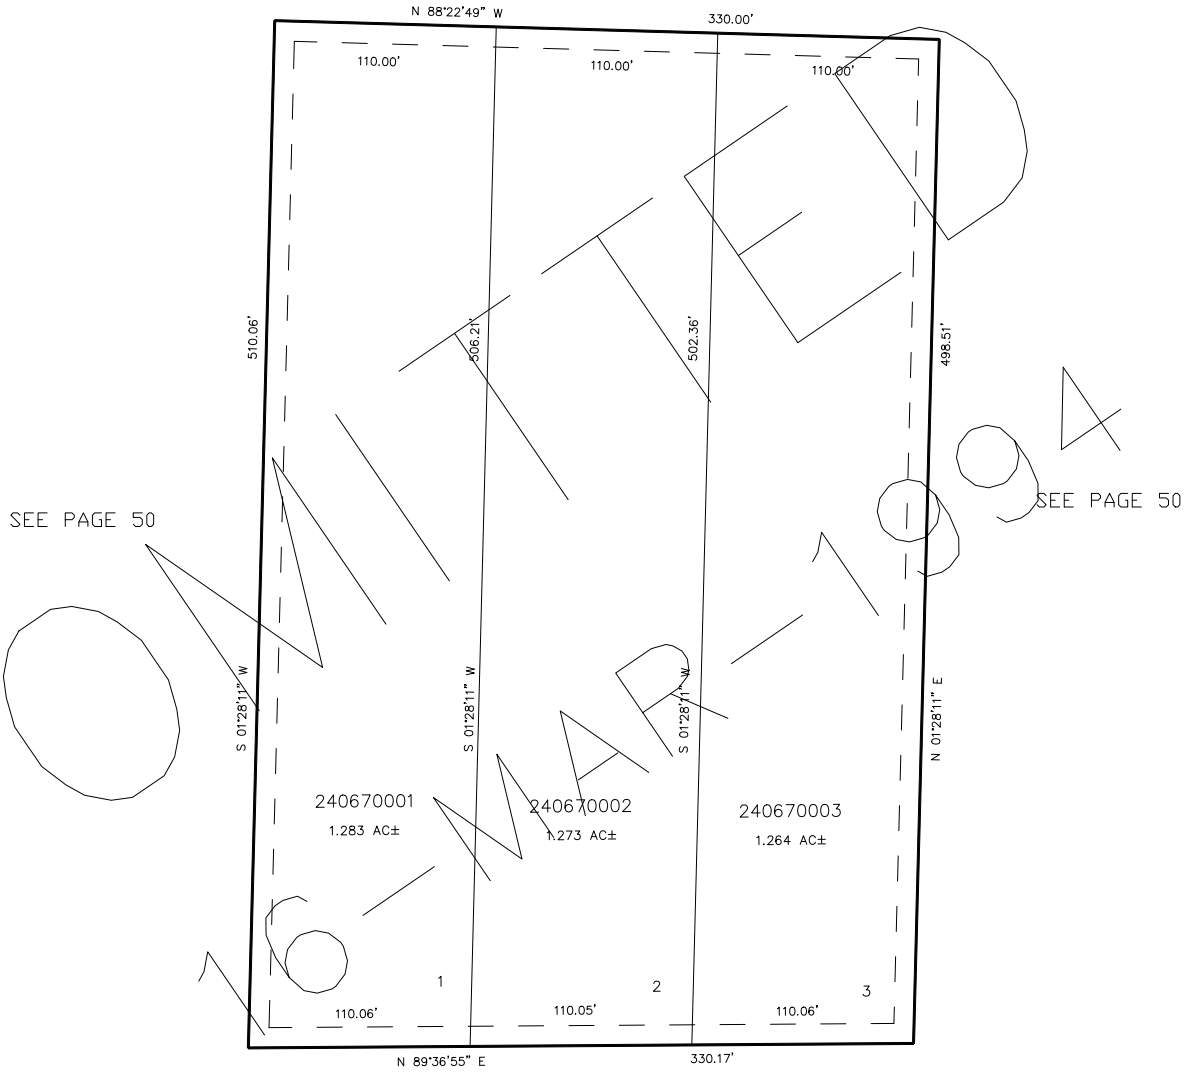 N 88°22'49" W 330.00'
110.00' 110.00' 110.00'
510.06' 506.21' 502.36' 498.51'
OMITTED
SEE PAGE 50
SEE PAGE 50
S 01°28'11" W S 01°28'11" W S 01°28'11" W N 01°28'11" E
240670001 240670002 240670003
1.283 AC± 1.273 AC± 1.264 AC±
16-MAR-1994
1 2 3
110.06' 110.05' 110.06'
N 89°36'55" E 330.17'